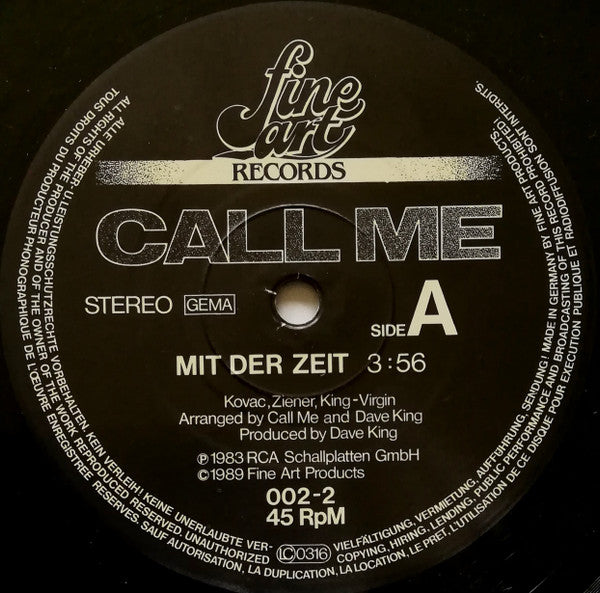 fine
art
RECORDS
CALL ME
STEREO GEMA
SIDE A
MIT DER ZEIT 3:56
Kovac, Ziener, King-Virgin
Arranged by Call Me and Dave King
Produced by Dave King
℗1983 RCA Schallplatten GmbH
©1989 Fine Art Products
002-2
45 RpM
LC0316
ALLE URHEBER- U LEISTUNGSSCHUTZRECHTE VORBEHALTEN. KEIN VERLEIH! KEINE UNERLAUBTE VER-
VIELFÄLTIGUNG, VERMIETUNG, AUFFÜHRUNG, SENDUNG! MADE IN GERMANY BY FINE ART PRODUCTS.
ALL RIGHTS OF THE PRODUCER AND OF THE OWNER OF THE WORK REPRODUCED RESERVED. UNAUTHORIZED
COPYING, HIRING, LENDING, PUBLIC PERFORMANCE AND BROADCASTING OF THIS RECORD PROHIBITED!
TOUS DROITS DU PRODUCTEUR PHONOGRAPHIQUE DE L'ŒUVRE ENREGISTRÉE RESERVES. SAUF AUTORISATION, LA DUPLICATION, LA LOCATION, LE PRET, L'UTILISATION DE CE DISQUE POUR EXECUTION PUBLIQUE ET RADIODIFFUSION SONT INTERDITS.